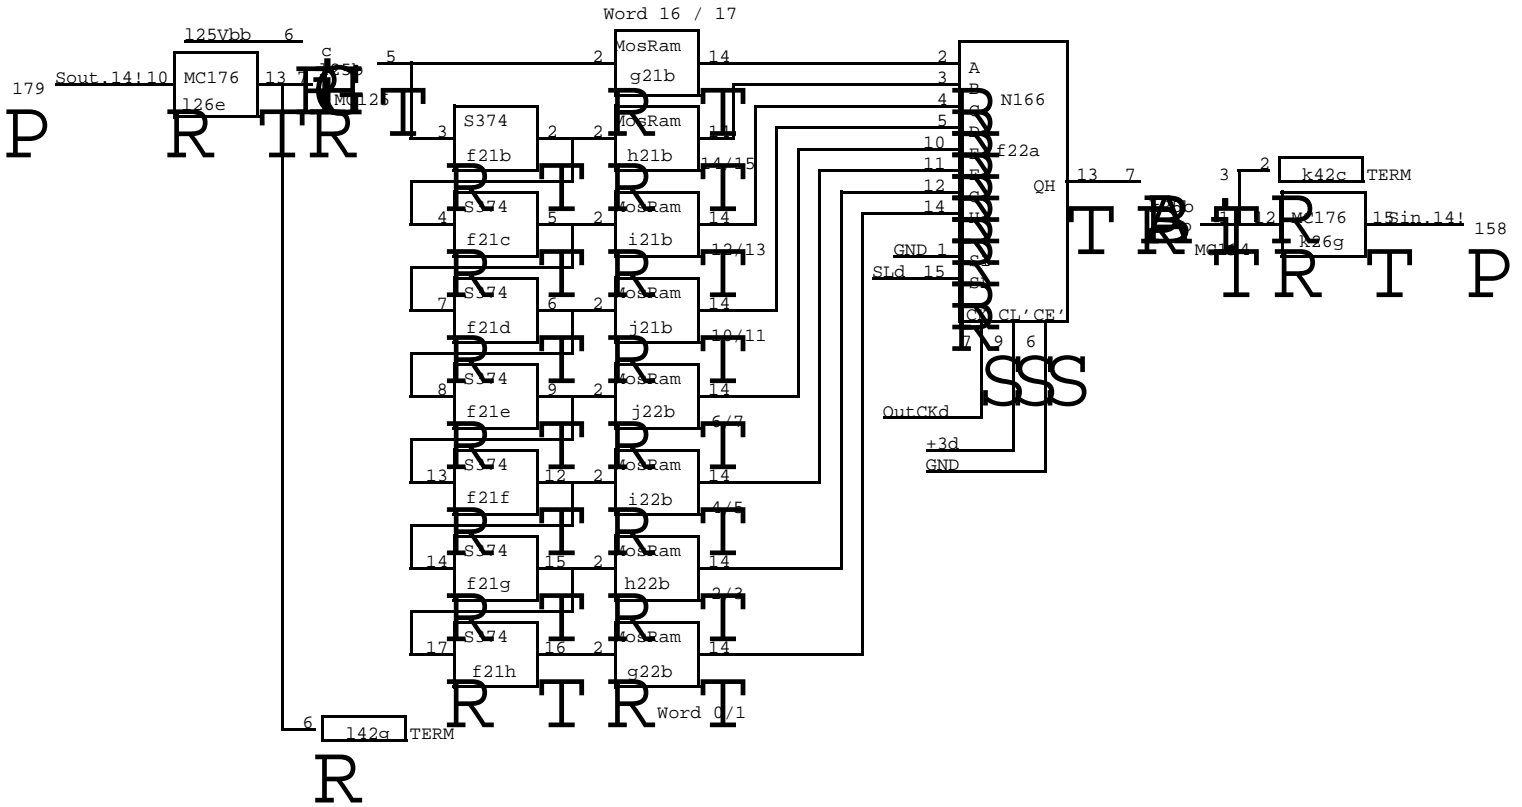 Word 16 / 17
l25Vbb 6
179 Sout.14! 10 MC176 13 7
l26e
c
5
P R T R T
2 MosRam 14
g21b
R T
2 A
3 B
4 N166
5
10 f22a
11
12
14
QH 13 7
GND 1
SLd 15
CL' CE'
7 9 6
S S S
OutCKd
+3d
GND
T R T R T P
3 2 k42c TERM
12 MC176 15 Sin.14! 158
k26g
3 S374 2 2 MosRam 14
f21b h21b
14/15
R T R T
4 S374 5 2 MosRam 14
f21c i21b
12/13
R T R T
7 S374 6 2 MosRam 14
f21d j21b
10/11
R T R T
8 S374 9 2 MosRam 14
f21e j22b
6/7
R T R T
13 S374 12 2 MosRam 14
f21f i22b
4/5
R T R T
14 S374 15 2 MosRam 14
f21g h22b
2/3
R T R T
17 S374 16 2 MosRam 14
f21h g22b
R T R T
Word 0/1
6 l42g TERM
R